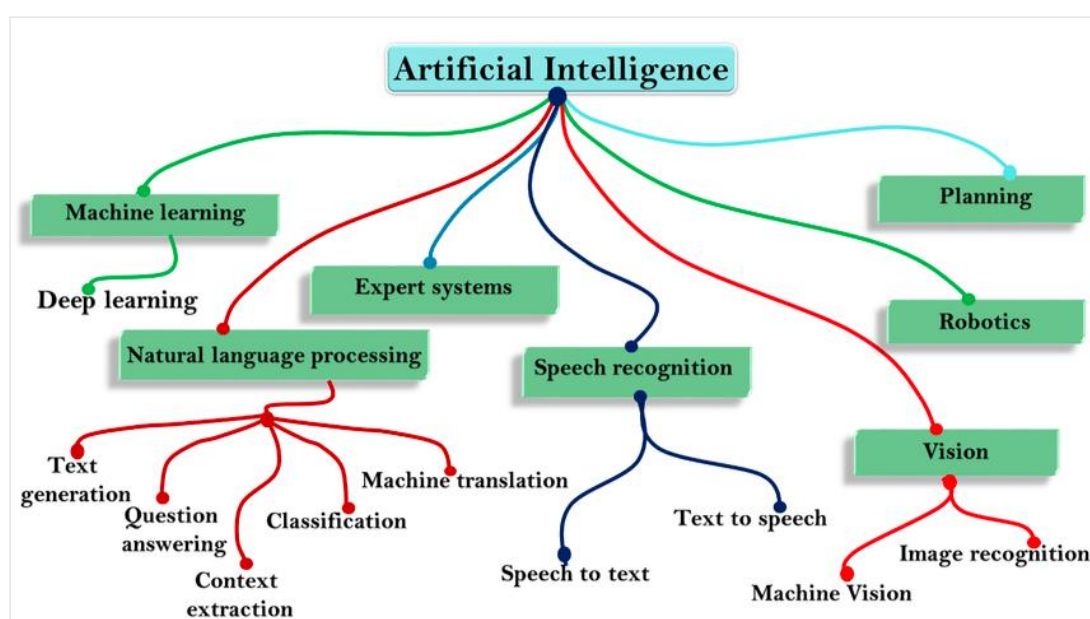 Artificial Intelligence
Machine learning
Deep learning
Natural language processing
Text
generation
Question
answering
Context
extraction
Classification
Machine translation
Expert systems
Speech recognition
Speech to text
Text to speech
Vision
Machine Vision
Image recognition
Robotics
Planning